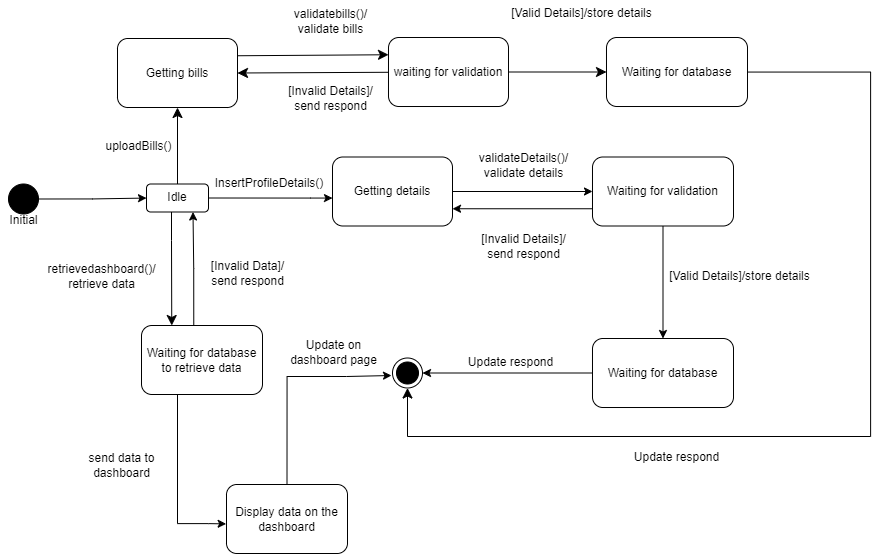 validatebills()/
validate bills
[Valid Details]/store details
Getting bills
waiting for validation
Waiting for database
[Invalid Details]/
send respond
uploadBills()
Initial
Idle
InsertProfileDetails()
Getting details
validateDetails()/
validate details
Waiting for validation
[Invalid Details]/
send respond
retrievedashboard()/
retrieve data
[Invalid Data]/
send respond
[Valid Details]/store details
Waiting for database
to retrieve data
Update on
dashboard page
Update respond
Waiting for database
Update respond
send data to
dashboard
Display data on the
dashboard